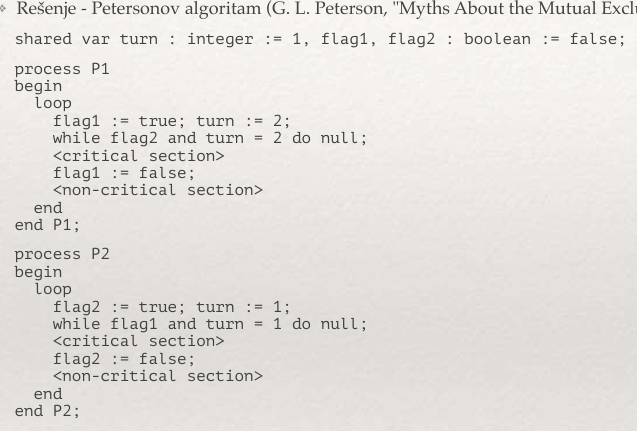 ❖ Rešenje - Petersonov algoritam (G. L. Peterson, "Myths About the Mutual Exclu
shared var turn : integer := 1, flag1, flag2 : boolean := false;
process P1
begin
  loop
    flag1 := true; turn := 2;
    while flag2 and turn = 2 do null;
    <critical section>
    flag1 := false;
    <non-critical section>
  end
end P1;
process P2
begin
  loop
    flag2 := true; turn := 1;
    while flag1 and turn = 1 do null;
    <critical section>
    flag2 := false;
    <non-critical section>
  end
end P2;